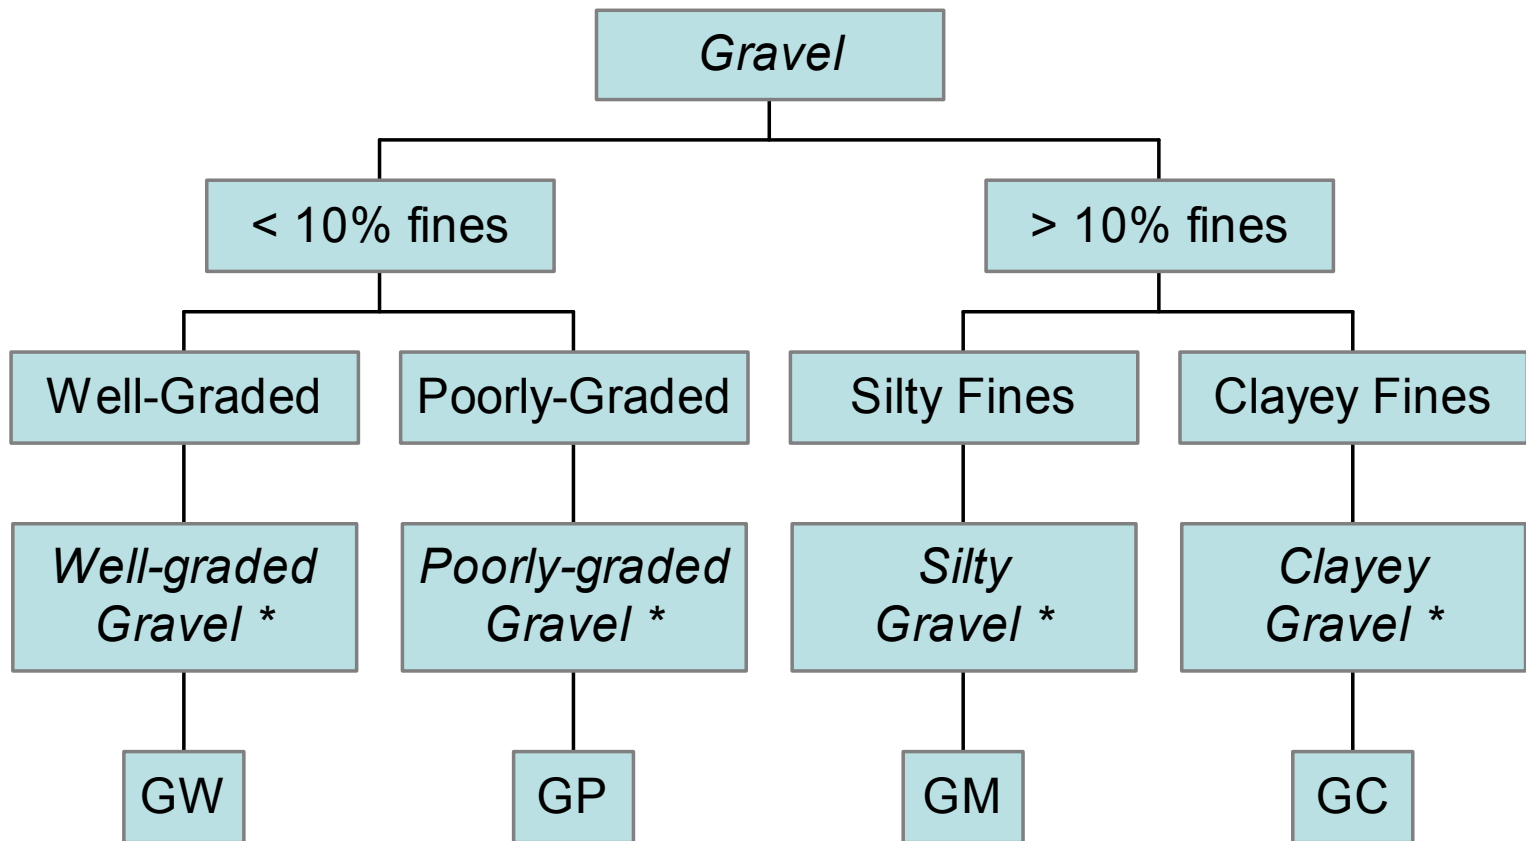 Gravel
< 10% fines
> 10% fines
Well-Graded
Poorly-Graded
Silty Fines
Clayey Fines
Well-graded
Gravel *
Poorly-graded
Gravel *
Silty
Gravel *
Clayey
Gravel *
GW
GP
GM
GC